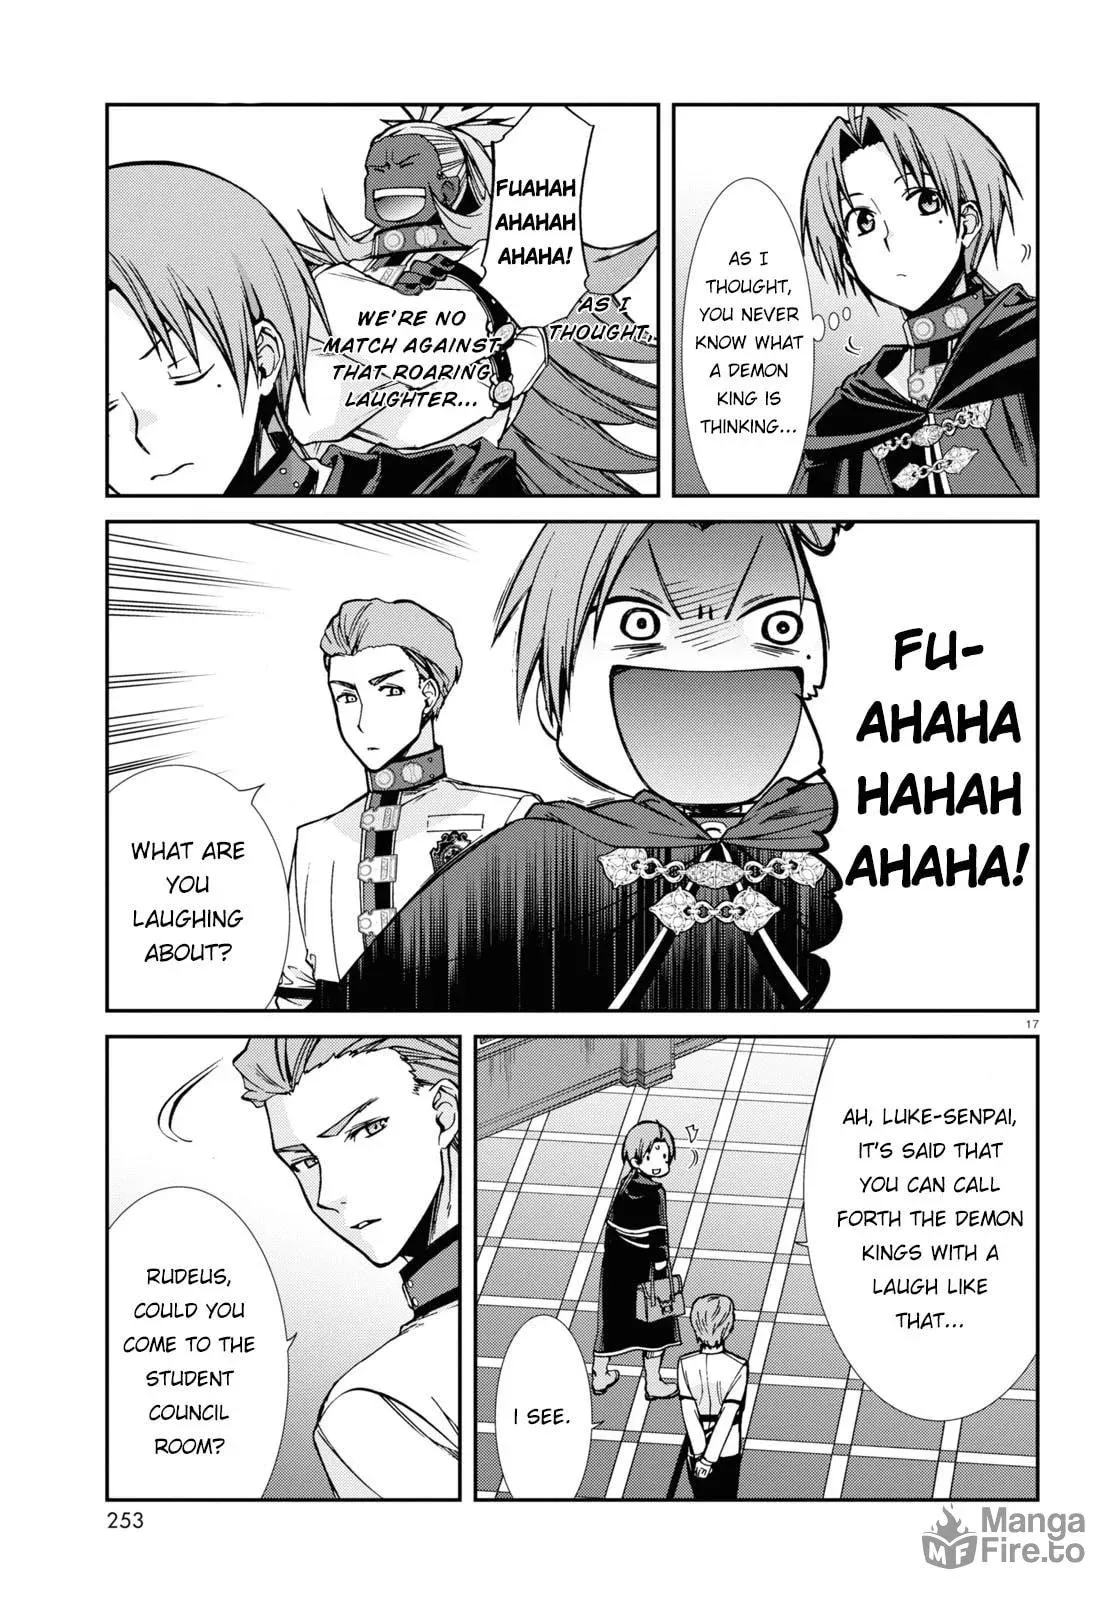 AS I
THOUGHT,
YOU NEVER
KNOW WHAT
A DEMON
KING IS
THINKING...
FUAHAH
AHAHAH
AHAHA!
AS I
THOUGHT,
WE'RE NO
MATCH AGAINST
THAT ROARING
LAUGHTER...
FU-
AHAHA
HAHAH
AHAHA!
WHAT ARE
YOU
LAUGHING
ABOUT?
17
AH, LUKE-SENPAI,
IT'S SAID THAT
YOU CAN CALL
FORTH THE DEMON
KINGS WITH A
LAUGH LIKE
THAT...
I SEE.
RUDEUS,
COULD YOU
COME TO THE
STUDENT
COUNCIL
ROOM?
253
MF
Manga
Fire.to